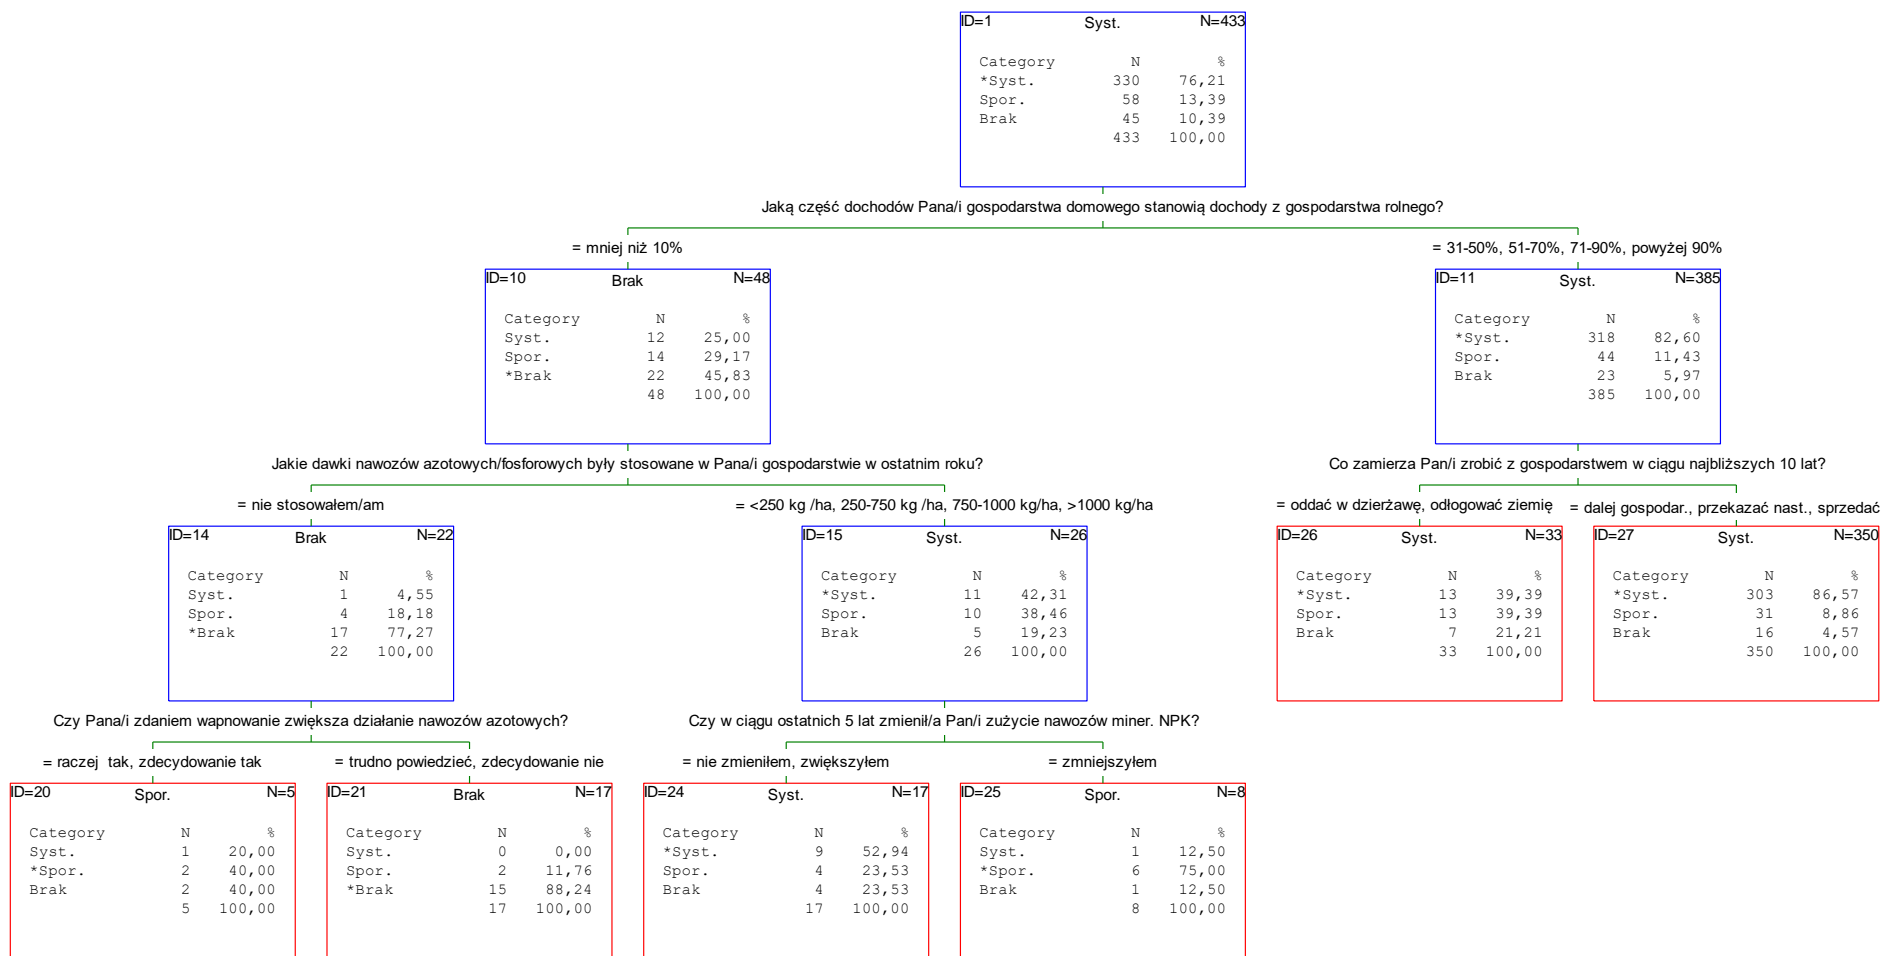 ID=1 Syst. N=433
Category N %
*Syst. 330 76,21
Spor. 58 13,39
Brak 45 10,39
433 100,00
Jaką część dochodów Pana/i gospodarstwa domowego stanowią dochody z gospodarstwa rolnego?
= mniej niż 10%
= 31-50%, 51-70%, 71-90%, powyżej 90%
ID=10 Brak N=48
Category N %
Syst. 12 25,00
Spor. 14 29,17
*Brak 22 45,83
48 100,00
ID=11 Syst. N=385
Category N %
*Syst. 318 82,60
Spor. 44 11,43
Brak 23 5,97
385 100,00
Jakie dawki nawozów azotowych/fosforowych były stosowane w Pana/i gospodarstwie w ostatnim roku?
Co zamierza Pan/i zrobić z gospodarstwem w ciągu najbliższych 10 lat?
= nie stosowałem/am
= <250 kg /ha, 250-750 kg /ha, 750-1000 kg/ha, >1000 kg/ha
= oddać w dzierżawę, odłogować ziemię
= dalej gospodar., przekazać nast., sprzedać
ID=14 Brak N=22
Category N %
Syst. 1 4,55
Spor. 4 18,18
*Brak 17 77,27
22 100,00
ID=15 Syst. N=26
Category N %
*Syst. 11 42,31
Spor. 10 38,46
Brak 5 19,23
26 100,00
ID=26 Syst. N=33
Category N %
*Syst. 13 39,39
Spor. 13 39,39
Brak 7 21,21
33 100,00
ID=27 Syst. N=350
Category N %
*Syst. 303 86,57
Spor. 31 8,86
Brak 16 4,57
350 100,00
Czy Pana/i zdaniem wapnowanie zwiększa działanie nawozów azotowych?
Czy w ciągu ostatnich 5 lat zmienił/a Pan/i zużycie nawozów miner. NPK?
= raczej  tak, zdecydowanie tak
= trudno powiedzieć, zdecydowanie nie
= nie zmieniłem, zwiększyłem
= zmniejszyłem
ID=20 Spor. N=5
Category N %
Syst. 1 20,00
*Spor. 2 40,00
Brak 2 40,00
5 100,00
ID=21 Brak N=17
Category N %
Syst. 0 0,00
Spor. 2 11,76
*Brak 15 88,24
17 100,00
ID=24 Syst. N=17
Category N %
*Syst. 9 52,94
Spor. 4 23,53
Brak 4 23,53
17 100,00
ID=25 Spor. N=8
Category N %
Syst. 1 12,50
*Spor. 6 75,00
Brak 1 12,50
8 100,00